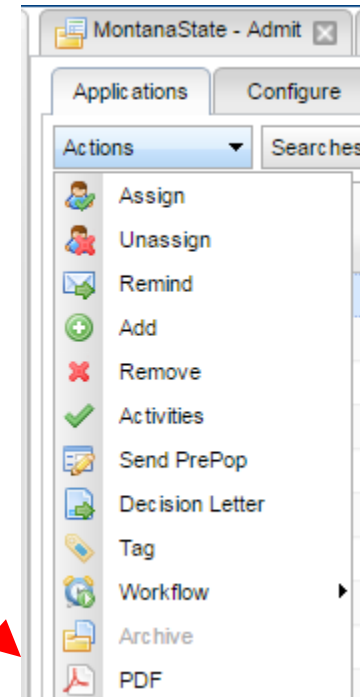 MontanaState - Admit
Applications Configure
Actions Searches
Assign
Unassign
Remind
Add
Remove
Activities
Send PrePop
Decision Letter
Tag
Workflow
Archive
PDF